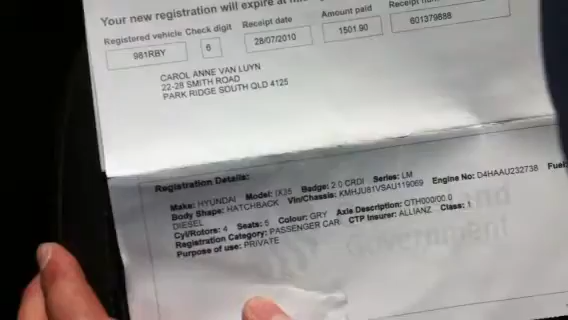 Your new registration will expire at
Registered vehicle Check digit Receipt date Amount paid Receipt
981RBY 6 28/07/2010 1501.90 601379888
CAROL ANNE VAN LUYN
22-28 SMITH ROAD
PARK RIDGE SOUTH QLD 4125
Registration Details:
Make: HYUNDAI Model: IX35 Badge: 2.0 CRDI Series: LM
Body Shape: HATCHBACK Vin/Chassis: KMHJU81VSAU119069 Engine No: D4HAAU232738 Fuel:
DIESEL
Cyl/Rotors: 4 Seats: 5 Colour: GRY Axle Description: OTH000/00.0
Registration Category: PASSENGER CAR CTP Insurer: ALLIANZ Class: 1
Purpose of use: PRIVATE